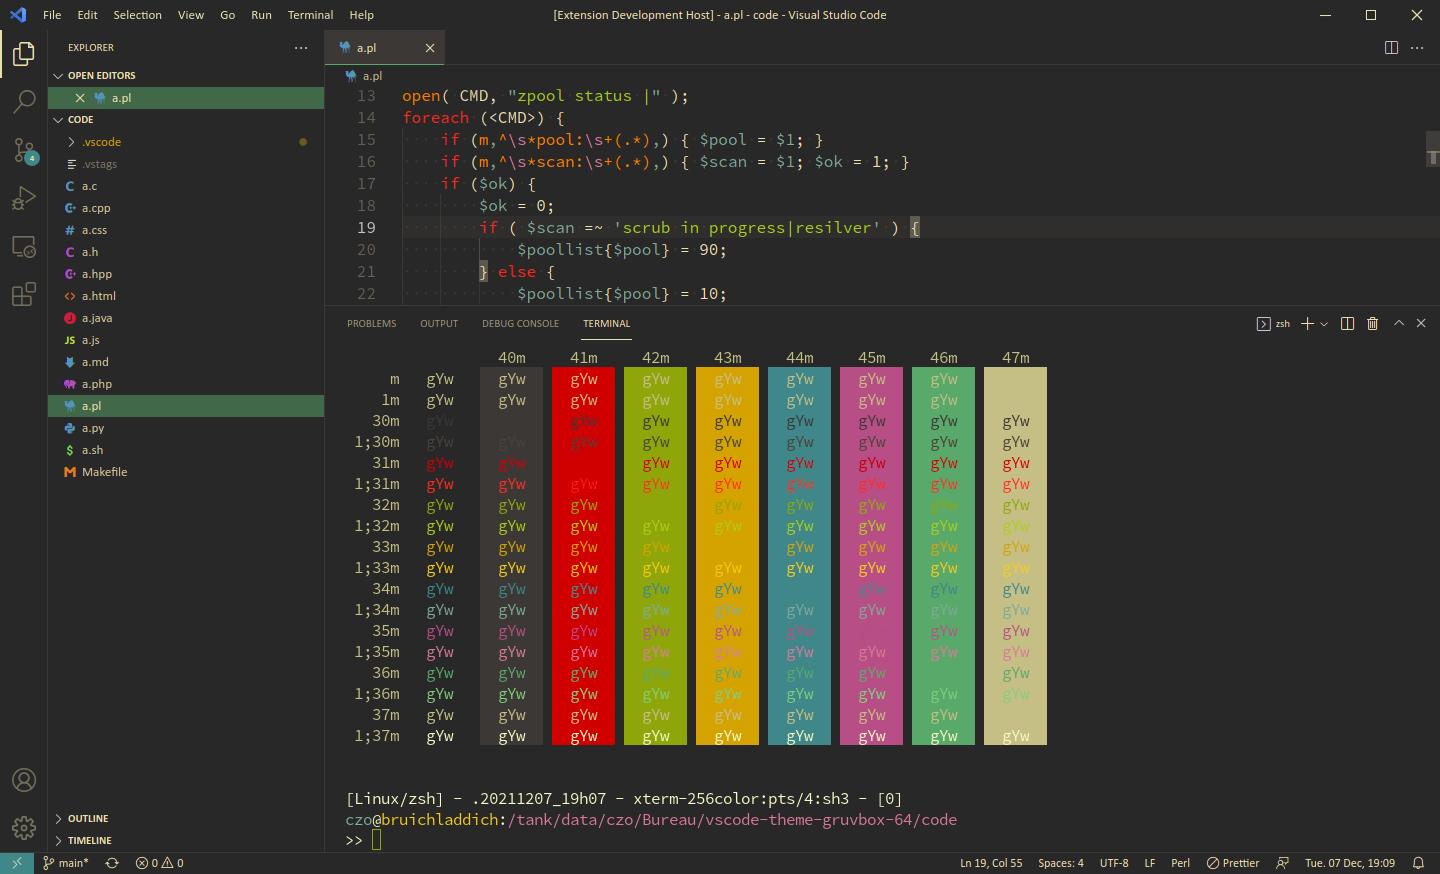 File Edit Selection View Go Run Terminal Help [Extension Development Host] - a.pl - code - Visual Studio Code
EXPLORER
OPEN EDITORS
a.pl
CODE
.vscode
.vstags
a.c
a.cpp
a.css
a.h
a.hpp
a.html
a.java
a.js
a.md
a.php
a.pl
a.py
a.sh
Makefile
OUTLINE
TIMELINE
4
a.pl
a.pl
13 open( CMD, "zpool status |" );
14 foreach (<CMD>) {
15 if (m,^\s*pool:\s+(.*),) { $pool = $1; }
16 if (m,^\s*scan:\s+(.*),) { $scan = $1; $ok = 1; }
17 if ($ok) {
18 $ok = 0;
19 if ( $scan =~ 'scrub in progress|resilver' ) {
20 $poollist{$pool} = 90;
21 } else {
22 $poollist{$pool} = 10;
PROBLEMS OUTPUT DEBUG CONSOLE TERMINAL zsh
40m 41m 42m 43m 44m 45m 46m 47m
m gYw gYw gYw gYw gYw gYw gYw gYw
1m gYw gYw gYw gYw gYw gYw gYw gYw
30m gYw gYw gYw gYw gYw gYw gYw gYw
1;30m gYw gYw gYw gYw gYw gYw gYw gYw
31m gYw gYw gYw gYw gYw gYw gYw gYw
1;31m gYw gYw gYw gYw gYw gYw gYw gYw gYw
32m gYw gYw gYw gYw gYw gYw gYw gYw
1;32m gYw gYw gYw gYw gYw gYw gYw gYw gYw
33m gYw gYw gYw gYw gYw gYw gYw gYw
1;33m gYw gYw gYw gYw gYw gYw gYw gYw gYw
34m gYw gYw gYw gYw gYw gYw gYw gYw
1;34m gYw gYw gYw gYw gYw gYw gYw gYw gYw
35m gYw gYw gYw gYw gYw gYw gYw gYw
1;35m gYw gYw gYw gYw gYw gYw gYw gYw gYw
36m gYw gYw gYw gYw gYw gYw gYw gYw
1;36m gYw gYw gYw gYw gYw gYw gYw gYw gYw
37m gYw gYw gYw gYw gYw gYw gYw gYw
1;37m gYw gYw gYw gYw gYw gYw gYw gYw gYw
[Linux/zsh] - .20211207_19h07 - xterm-256color:pts/4:sh3 - [0]
czo@bruichladdich:/tank/data/czo/Bureau/vscode-theme-gruvbox-64/code
>>
main* 0 0 Ln 19, Col 55 Spaces: 4 UTF-8 LF Perl Prettier Tue. 07 Dec, 19:09